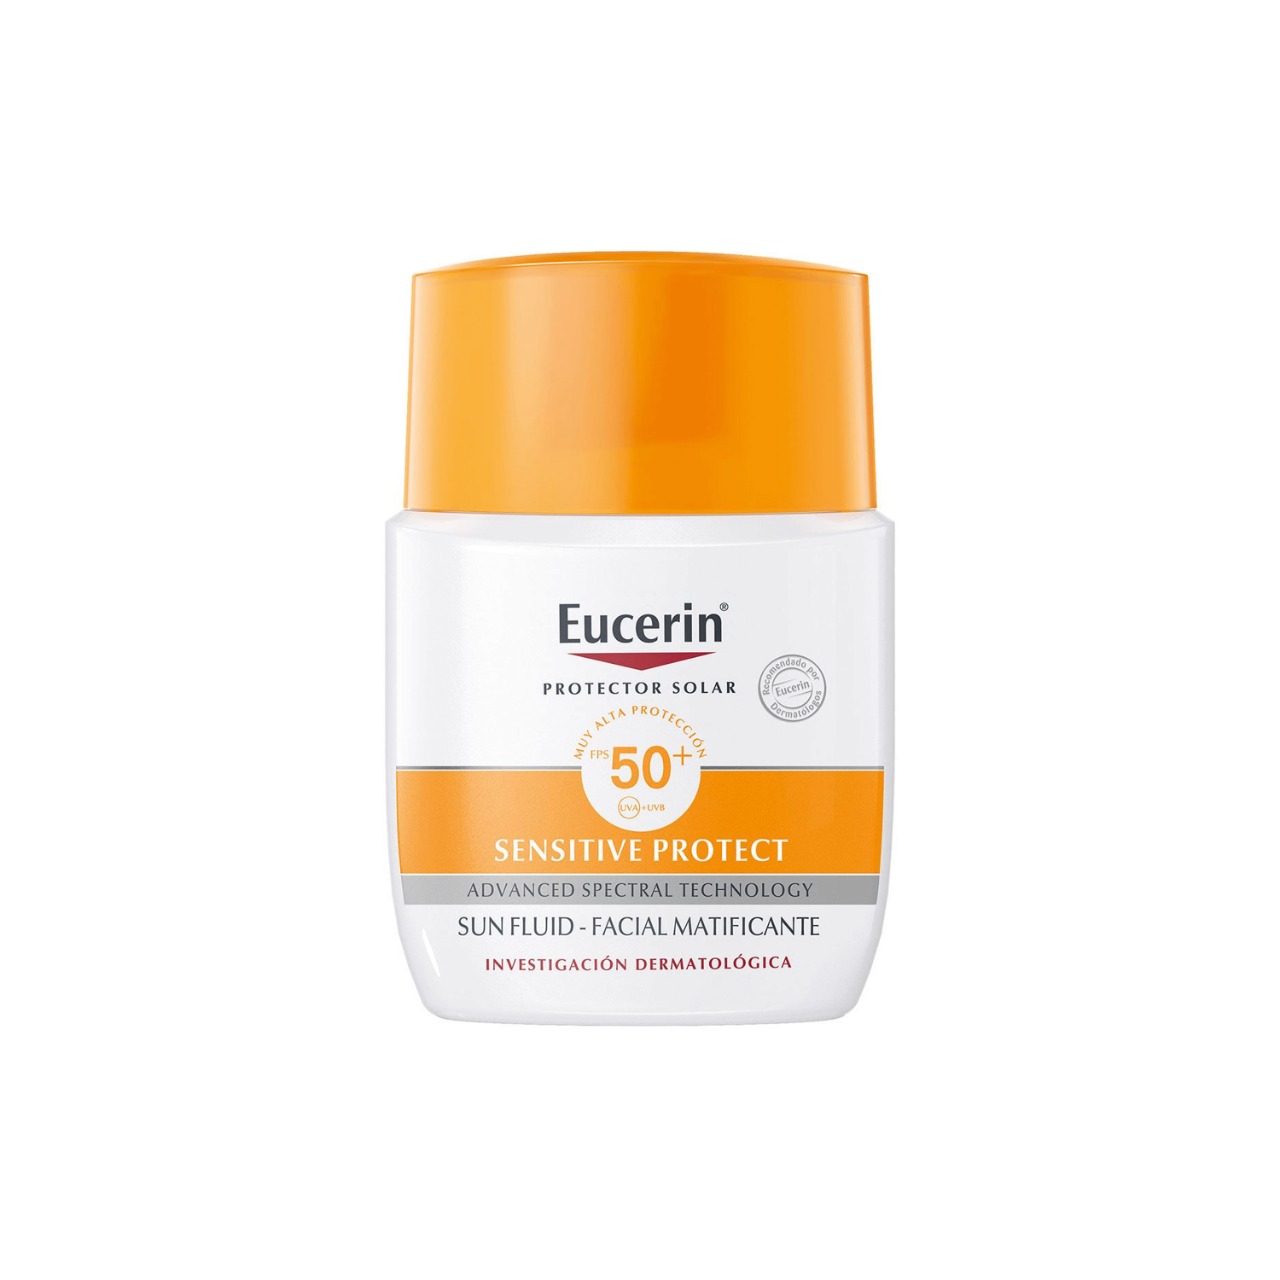 Eucerin®
PROTECTOR SOLAR
Recomendado por
Eucerin
Dermatólogos
MUY ALTA PROTECCIÓN
FPS 50+
UVA+UVB
SENSITIVE PROTECT
ADVANCED SPECTRAL TECHNOLOGY
SUN FLUID - FACIAL MATIFICANTE
INVESTIGACIÓN DERMATOLÓGICA